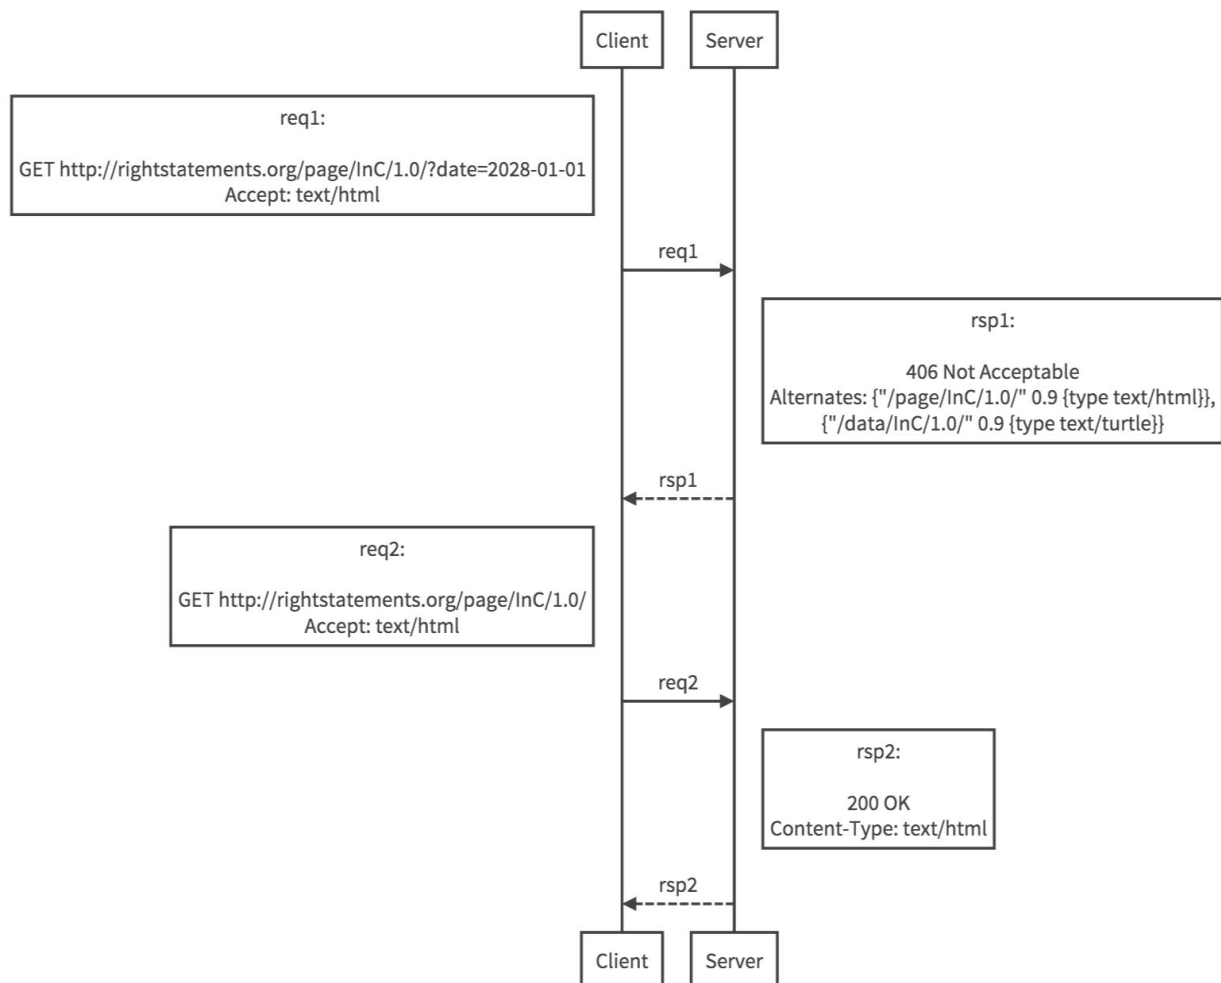 Client
Server
req1:
GET http://rightstatements.org/page/InC/1.0/?date=2028-01-01
Accept: text/html
req1
rsp1:
406 Not Acceptable
Alternates: {"/page/InC/1.0/" 0.9 {type text/html}},
{"/data/InC/1.0/" 0.9 {type text/turtle}}
rsp1
req2:
GET http://rightstatements.org/page/InC/1.0/
Accept: text/html
req2
rsp2:
200 OK
Content-Type: text/html
rsp2
Client
Server